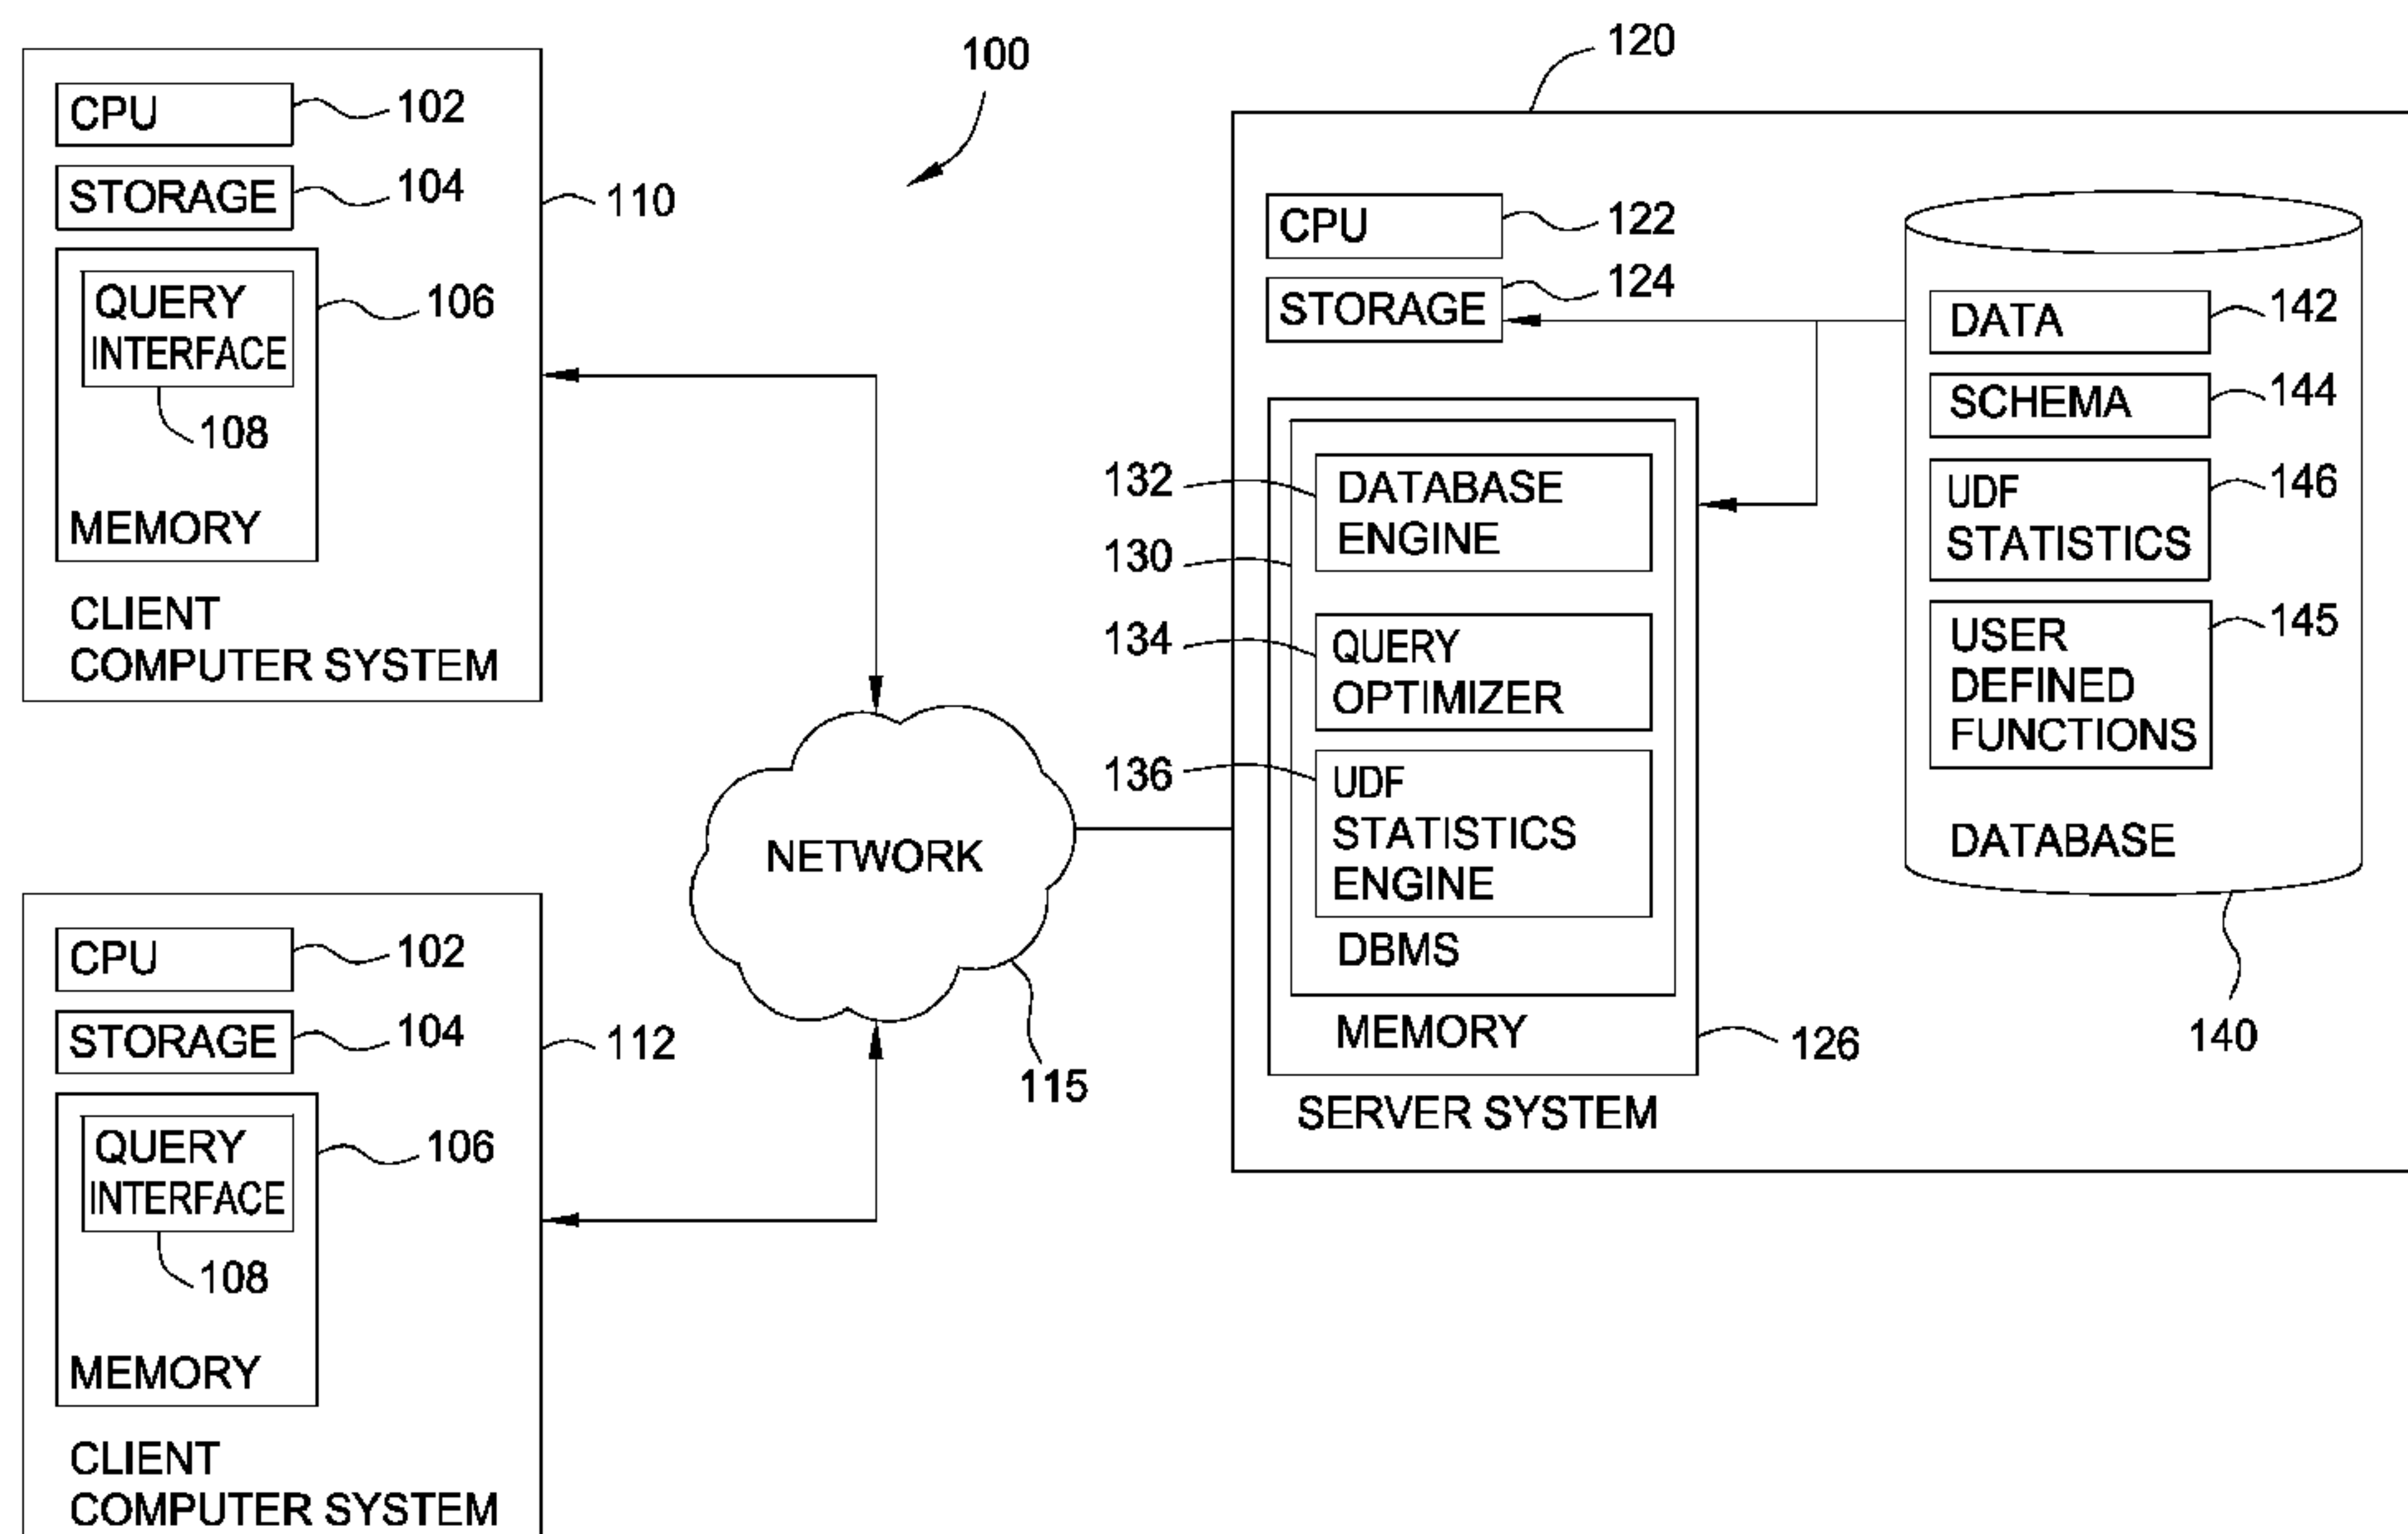 100
CPU
102
STORAGE
104
110
QUERY
INTERFACE
106
108
MEMORY
CLIENT
COMPUTER SYSTEM
CPU
102
STORAGE
104
112
QUERY
INTERFACE
106
108
MEMORY
CLIENT
COMPUTER SYSTEM
NETWORK
115
120
CPU
122
STORAGE
124
132
DATABASE
ENGINE
130
134
QUERY
OPTIMIZER
136
UDF
STATISTICS
ENGINE
DBMS
MEMORY
126
SERVER SYSTEM
DATA
142
SCHEMA
144
UDF
STATISTICS
146
USER
DEFINED
FUNCTIONS
145
DATABASE
140